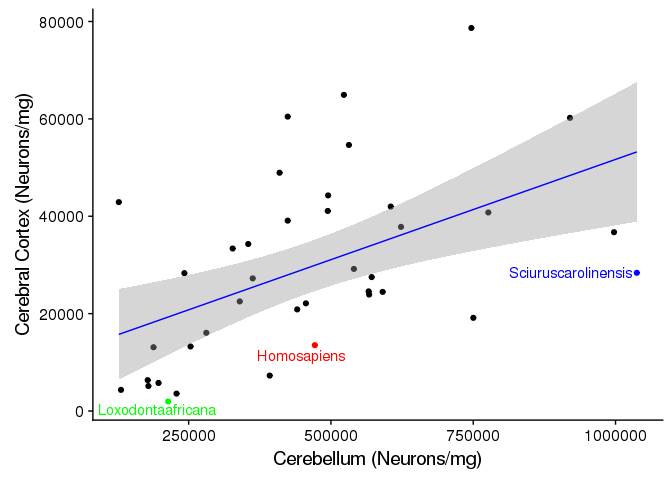 80000
60000
40000
20000
0
Cerebral Cortex (Neurons/mg)
Sciuruscarolinensis
Homosapiens
Loxodontaafricana
250000 500000 750000 1000000
Cerebellum (Neurons/mg)